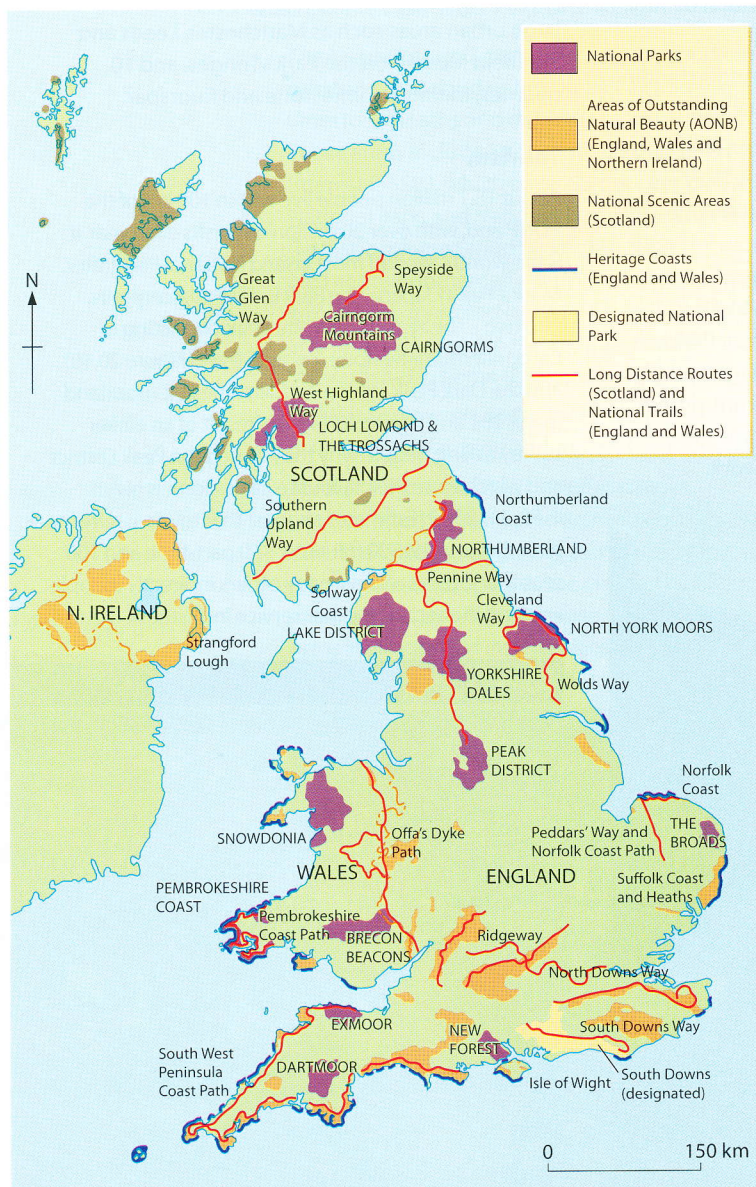 National Parks
Areas of Outstanding
Natural Beauty (AONB)
(England, Wales and
Northern Ireland)
National Scenic Areas
(Scotland)
Heritage Coasts
(England and Wales)
Designated National
Park
Long Distance Routes
(Scotland) and
National Trails
(England and Wales)
N
Great
Glen
Way
Speyside
Way
Cairngorm
Mountains
CAIRNGORMS
West Highland
Way
LOCH LOMOND &
THE TROSSACHS
SCOTLAND
Southern
Upland
Way
Northumberland
Coast
NORTHUMBERLAND
Pennine Way
Solway
Coast
Cleveland
Way
N. IRELAND
LAKE DISTRICT
NORTH YORK MOORS
Strangford
Lough
YORKSHIRE
DALES
Wolds Way
PEAK
DISTRICT
Norfolk
Coast
SNOWDONIA
Offa's Dyke
Path
Peddars' Way and
Norfolk Coast Path
THE
BROADS
WALES
ENGLAND
Suffolk Coast
and Heaths
PEMBROKESHIRE
COAST
Pembrokeshire
Coast Path
BRECON
BEACONS
Ridgeway
North Downs Way
EXMOOR
NEW
FOREST
South Downs Way
South West
Peninsula
Coast Path
DARTMOOR
Isle of Wight
South Downs
(designated)
0
150 km